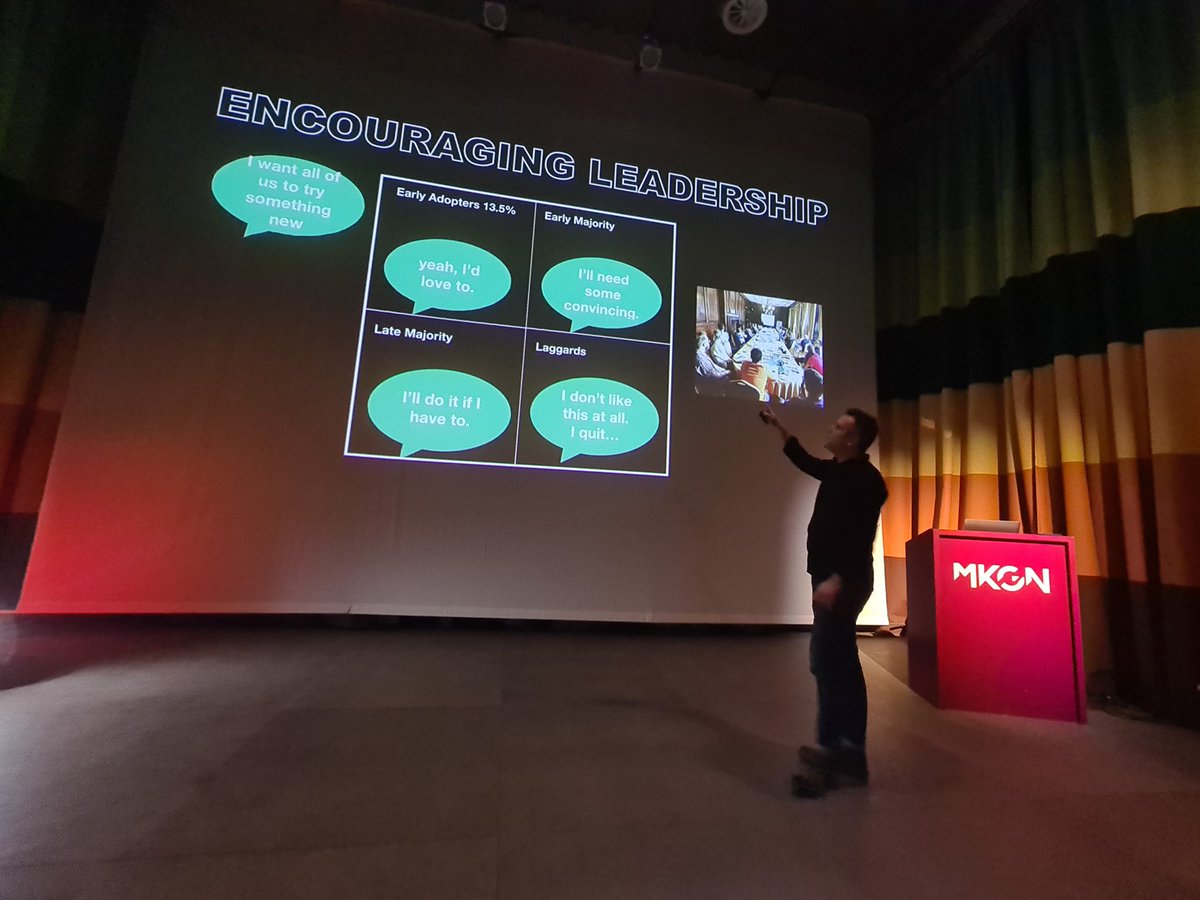 ENCOURAGING LEADERSHIP
I want all of
us to try
something
new
Early Adopters 13.5%
yeah, I'd
love to.
Early Majority
I'll need
some
convincing.
Late Majority
I'll do it if I
have to.
Laggards
I don't like
this at all.
I quit...
MKGN